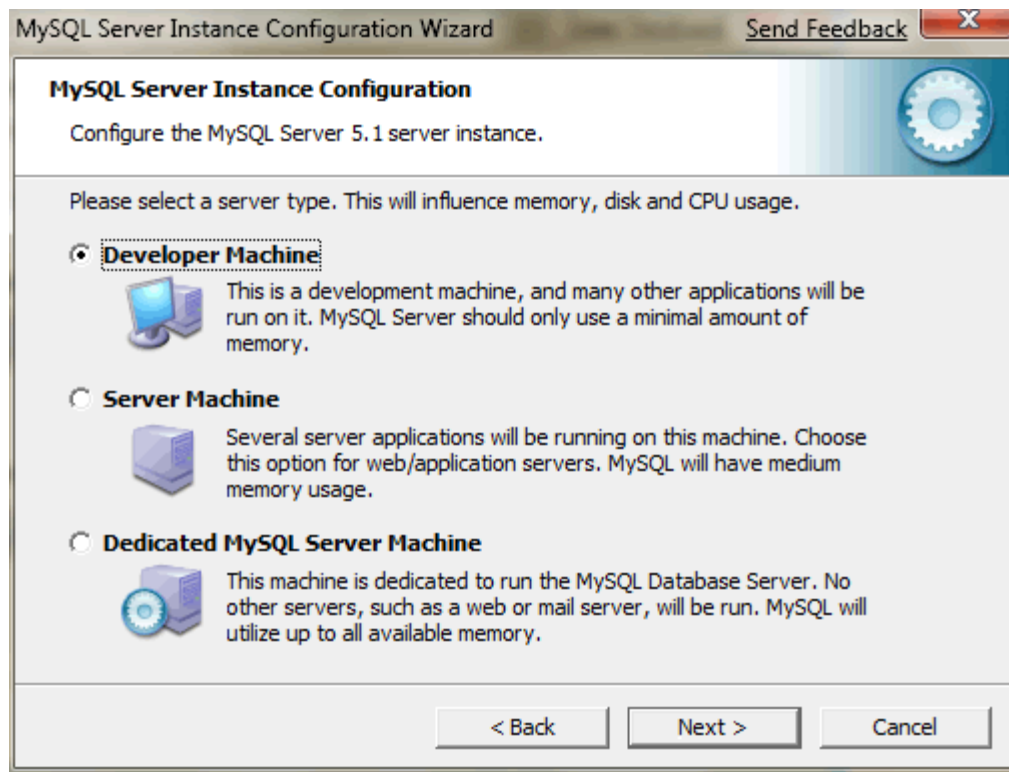 MySQL Server Instance Configuration Wizard Send Feedback
MySQL Server Instance Configuration
Configure the MySQL Server 5.1 server instance.
Please select a server type. This will influence memory, disk and CPU usage.
Developer Machine
This is a development machine, and many other applications will be
run on it. MySQL Server should only use a minimal amount of
memory.
Server Machine
Several server applications will be running on this machine. Choose
this option for web/application servers. MySQL will have medium
memory usage.
Dedicated MySQL Server Machine
This machine is dedicated to run the MySQL Database Server. No
other servers, such as a web or mail server, will be run. MySQL will
utilize up to all available memory.
< Back Next > Cancel